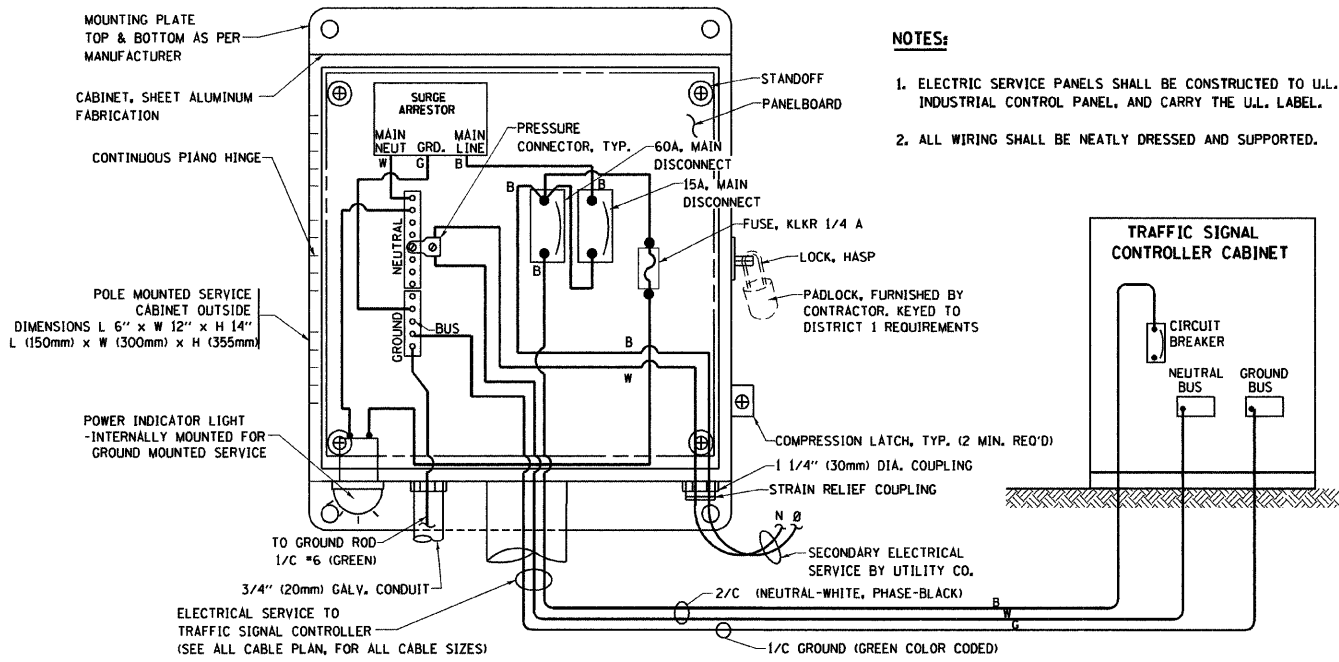 MOUNTING PLATE
TOP & BOTTOM AS PER
MANUFACTURER
CABINET, SHEET ALUMINUM
FABRICATION
CONTINUOUS PIANO HINGE
POLE MOUNTED SERVICE
CABINET OUTSIDE
DIMENSIONS L 6" x W 12" x H 14"
L (150mm) x W (300mm) x H (355mm)
POWER INDICATOR LIGHT
-INTERNALLY MOUNTED FOR
GROUND MOUNTED SERVICE
SURGE
ARRESTOR
MAIN
NEUT
GRD.
MAIN
LINE
W
G
B
PRESSURE
CONNECTOR, TYP.
NEUTRAL
GROUND
BUS
B
B
B
B
W
STANDOFF
PANELBOARD
60A, MAIN
DISCONNECT
15A, MAIN
DISCONNECT
FUSE, KLKR 1/4 A
LOCK, HASP
PADLOCK, FURNISHED BY
CONTRACTOR. KEYED TO
DISTRICT 1 REQUIREMENTS
COMPRESSION LATCH, TYP. (2 MIN. REQ'D)
1 1/4" (30mm) DIA. COUPLING
STRAIN RELIEF COUPLING
N Ø
SECONDARY ELECTRICAL
SERVICE BY UTILITY CO.
TO GROUND ROD
1/C #6 (GREEN)
3/4" (20mm) GALV. CONDUIT
ELECTRICAL SERVICE TO
TRAFFIC SIGNAL CONTROLLER
(SEE ALL CABLE PLAN, FOR ALL CABLE SIZES)
2/C (NEUTRAL-WHITE, PHASE-BLACK)
1/C GROUND (GREEN COLOR CODED)
B
W
G
NOTES:
1. ELECTRIC SERVICE PANELS SHALL BE CONSTRUCTED TO U.L.
INDUSTRIAL CONTROL PANEL, AND CARRY THE U.L. LABEL.
2. ALL WIRING SHALL BE NEATLY DRESSED AND SUPPORTED.
TRAFFIC SIGNAL
CONTROLLER CABINET
CIRCUIT
BREAKER
NEUTRAL
BUS
GROUND
BUS